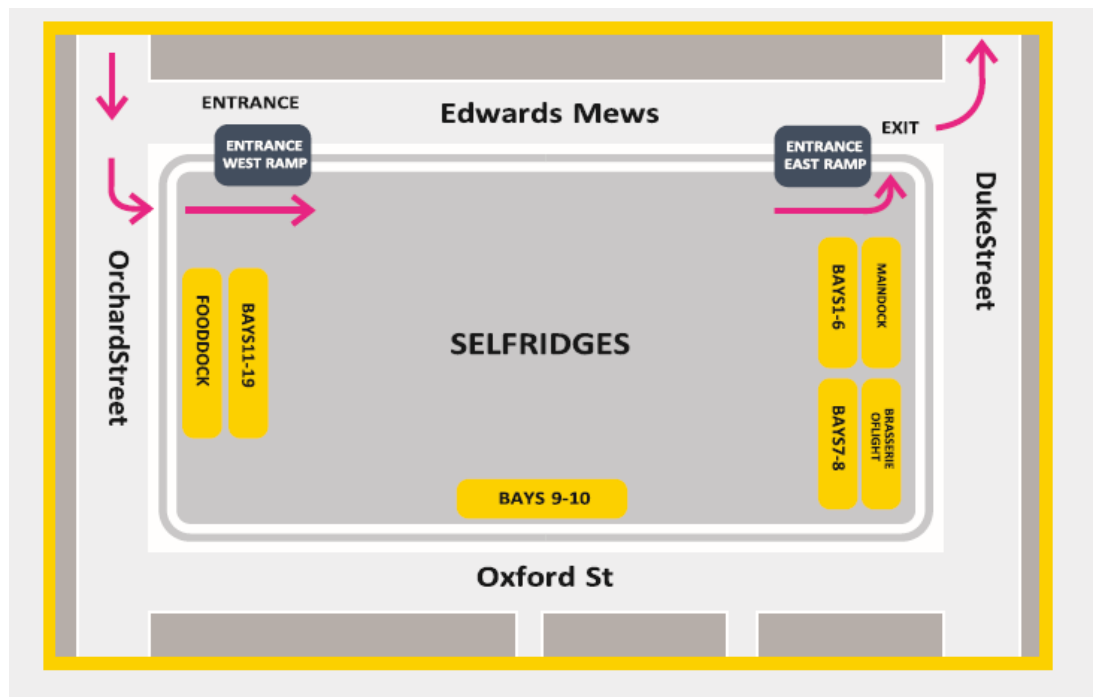 ENTRANCE
Edwards Mews
EXIT
ENTRANCE
WEST RAMP
ENTRANCE
EAST RAMP
OrchardStreet
DukeStreet
FOODDOCK
BAYS11-19
SELFRIDGES
BAYS1-6
MAINDOCK
BAYS7-8
BRASSERIE
OFLIGHT
BAYS 9-10
Oxford St